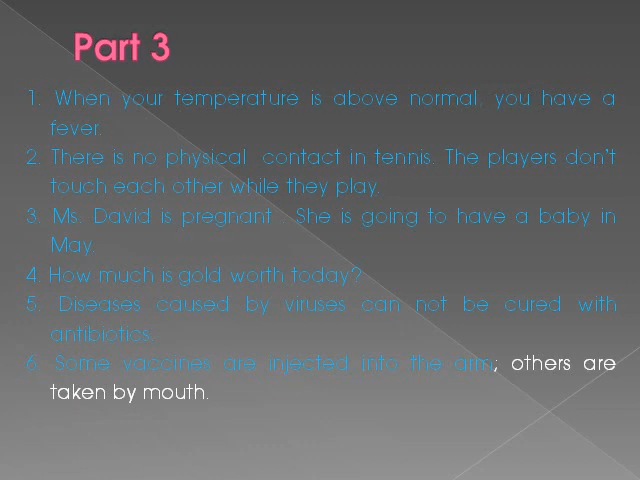 Part 3
1. When your temperature is above normal, you have a
fever.
2. There is no physical contact in tennis. The players don't
touch each other while they play.
3. Ms. David is pregnant . She is going to have a baby in
May
4. How much is gold worth today?
5. Diseases caused by viruses can not be cured with
antibiotics.
6. Some vaccines are injected into the arm; others are
taken by mouth.